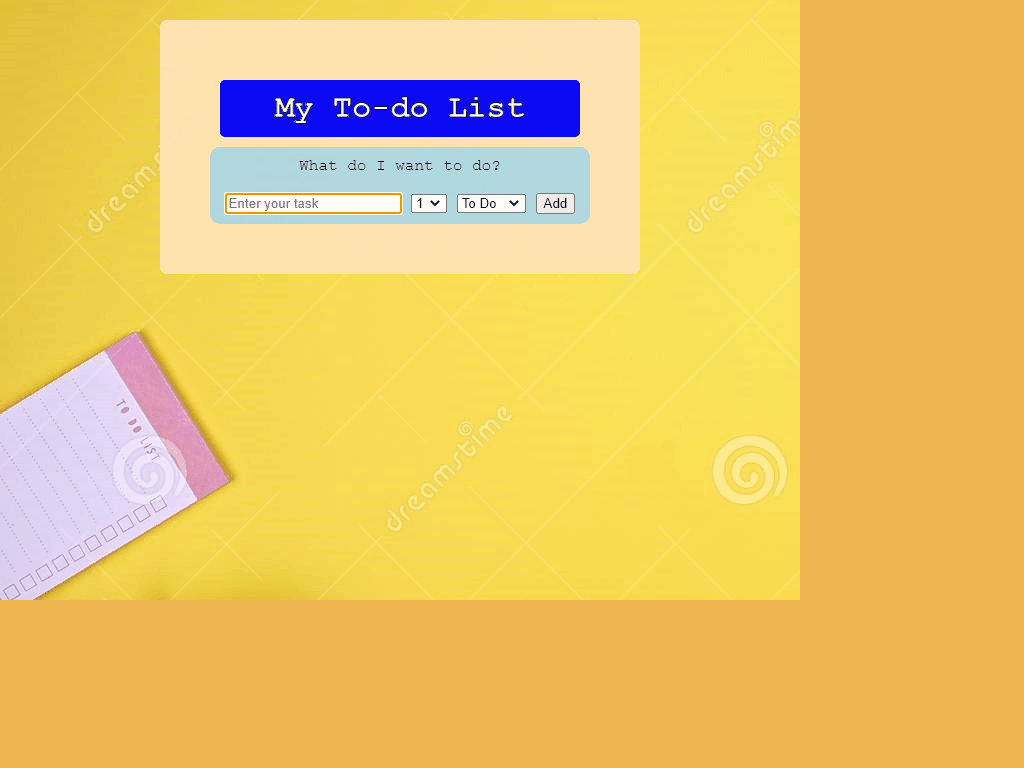 My To-do List
What do I want to do?
Enter your task 1 To Do Add
dreamstime
dreamstime
TO DO LIST
dreamstime